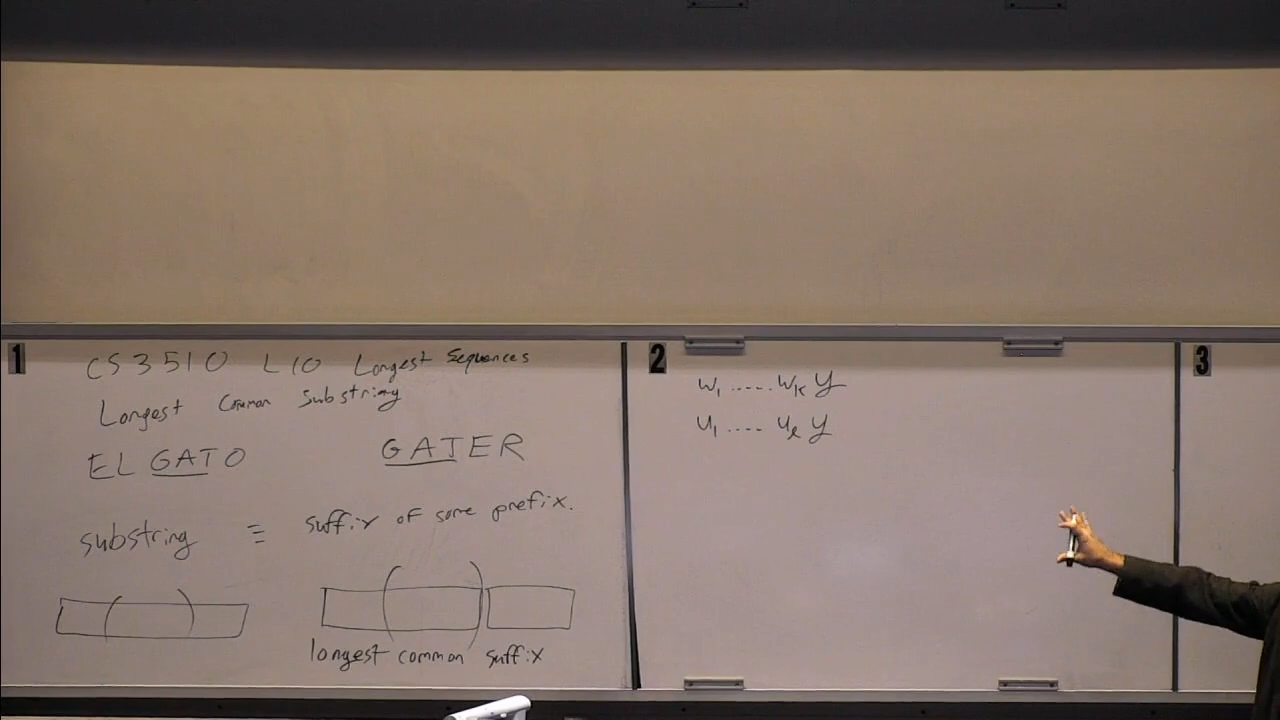 1
CS 3510 L10 Longest Sequences
Longest Common Substring
EL GATO GATER
substring ≡ suffix of some prefix.
longest common suffix
2
w₁ ..... wₖ y
u₁ .... uₗ y
3